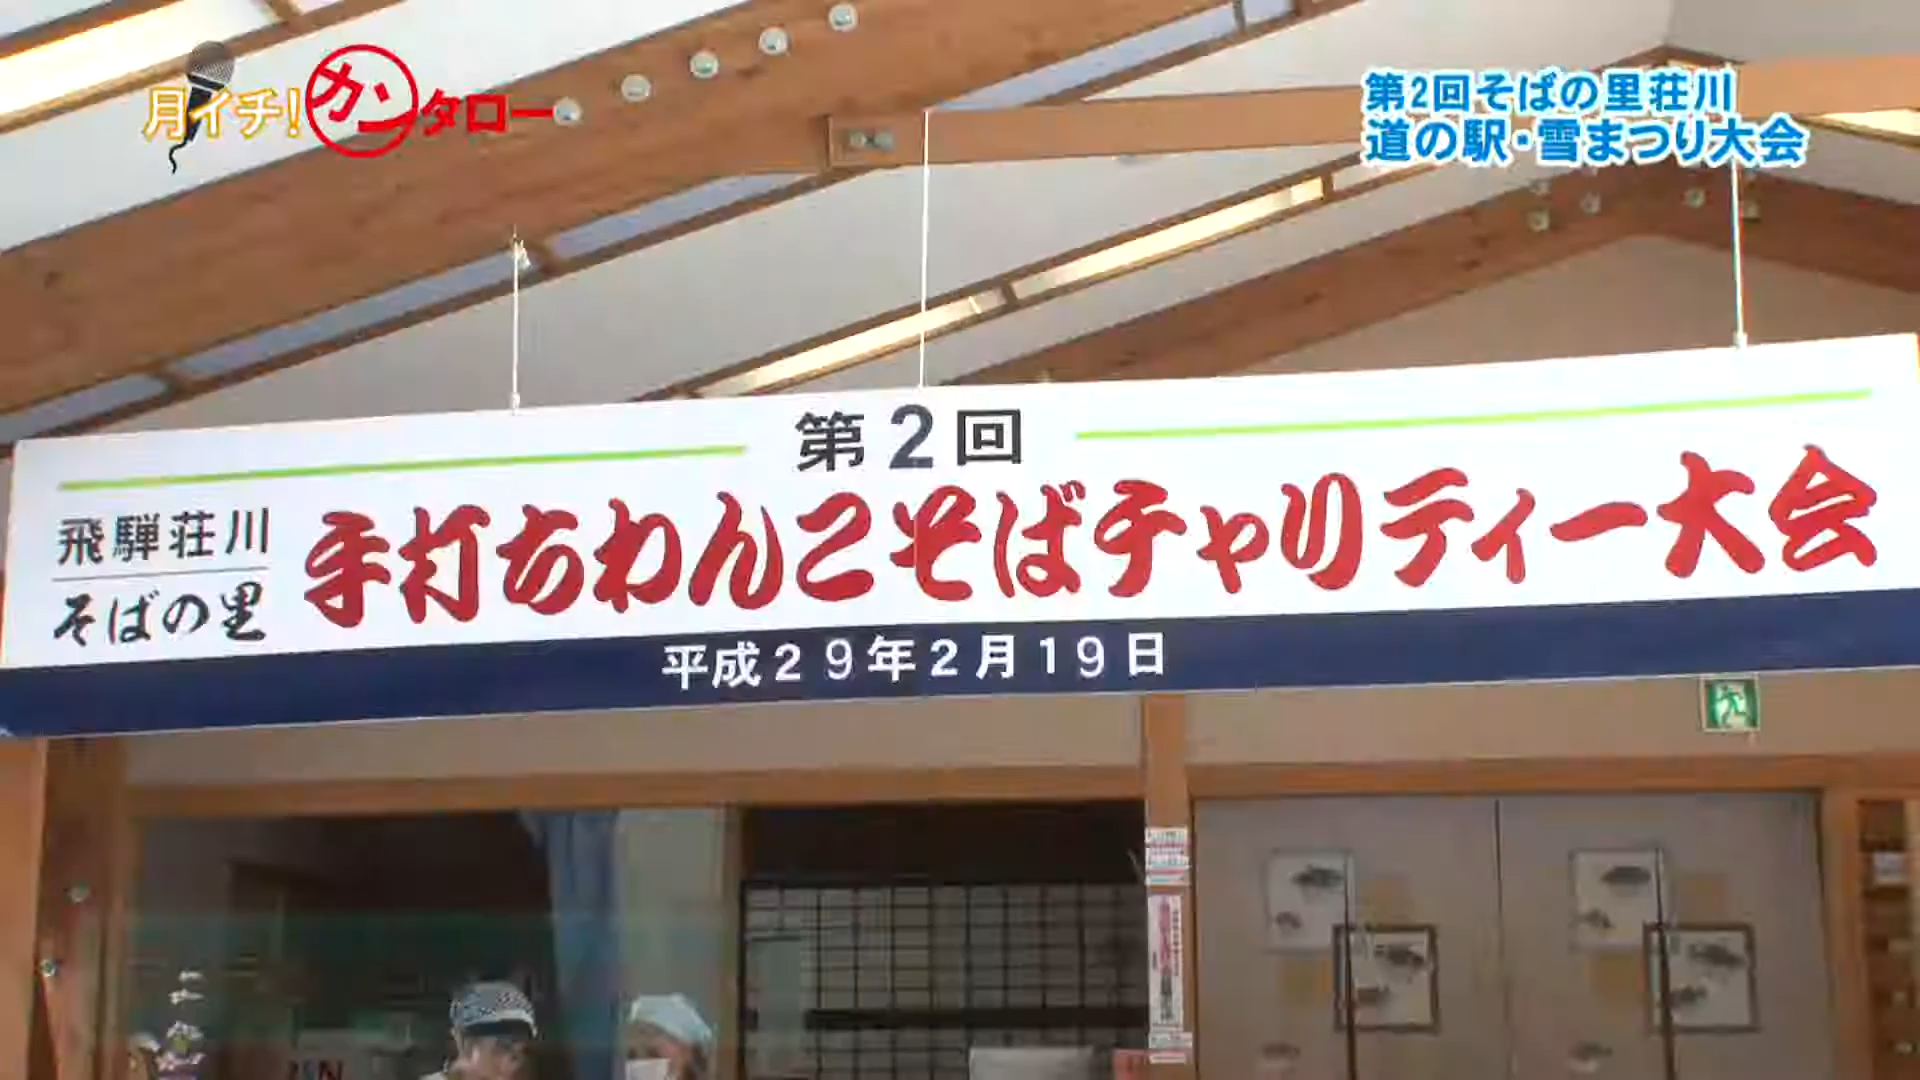 月イチ!カンタロー
第2回そばの里荘川
道の駅・雪まつり大会
第2回
飛騨荘川
そばの里
手打ちわんこそばチャリティー大会
平成29年2月19日